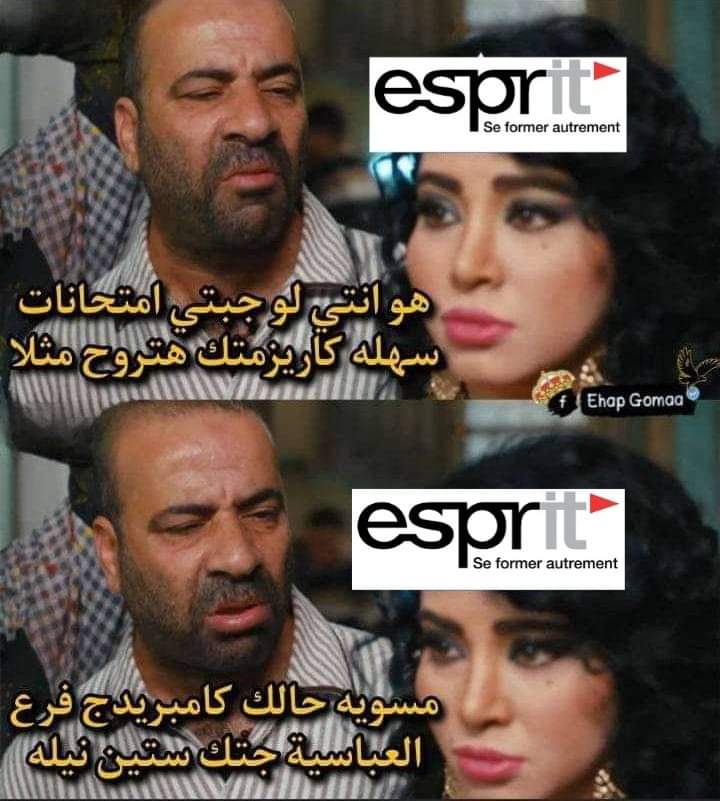 esprit
Se former autrement
هو انتي لو جبتي امتحانات
سهله كاريزمتك هتروح مثلا
f Ehap Gomaa
esprit
Se former autrement
مسويه حالك كامبريدج فرع
العباسية جتك ستين نيله